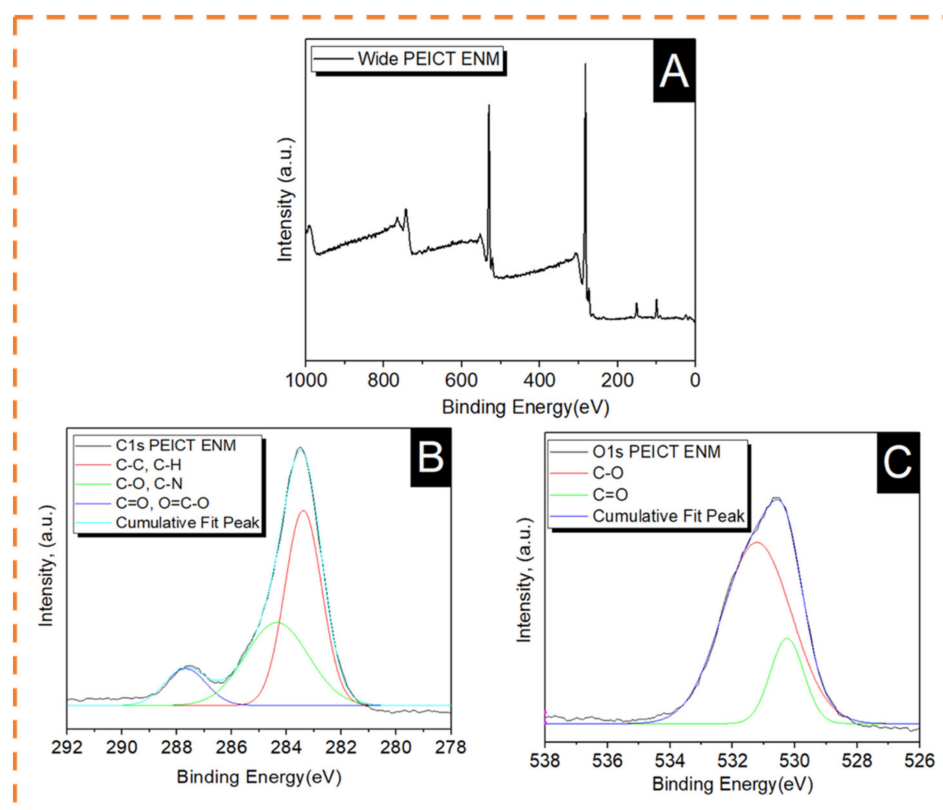 Wide PEICT ENM
A
Intensity (a.u.)
1000 800 600 400 200 0
Binding Energy(eV)
C1s PEICT ENM
C-C, C-H
C-O, C-N
C=O, O=C-O
Cumulative Fit Peak
B
Intensity, (a.u.)
292 290 288 286 284 282 280 278
Binding Energy(eV)
O1s PEICT ENM
C-O
C=O
Cumulative Fit Peak
C
Intensity, (a.u.)
538 536 534 532 530 528 526
Binding Energy(eV)